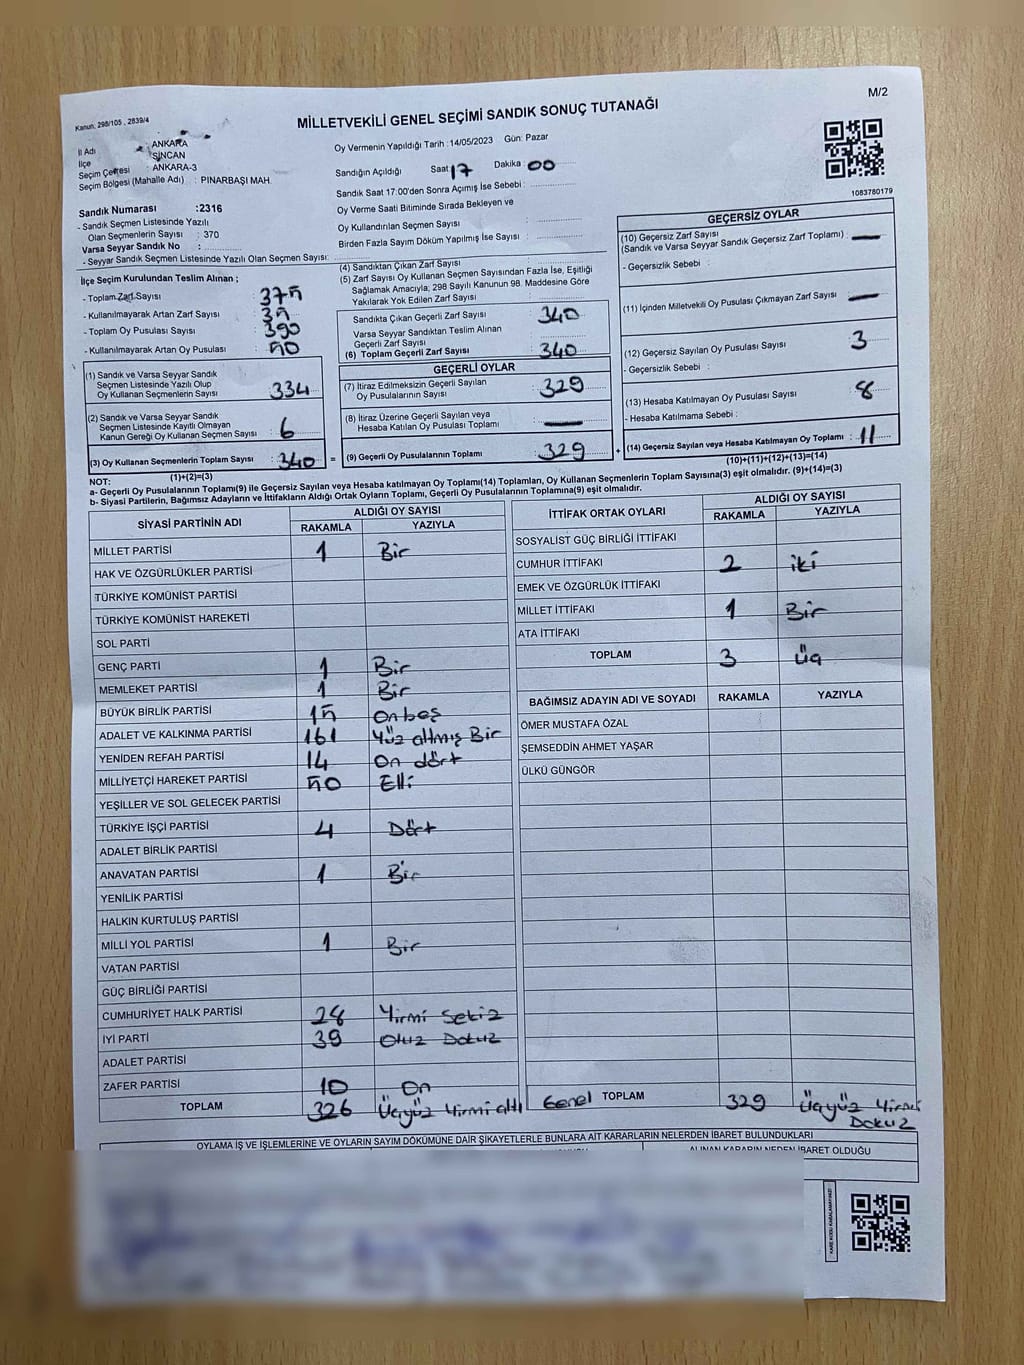 M/2
Kanun: 298/105 , 2839/4
MİLLETVEKİLİ GENEL SEÇİMİ SANDIK SONUÇ TUTANAĞI
İl Adı : ANKARA
İlçe : SİNCAN
Seçim Çevresi : ANKARA-3
Seçim Bölgesi (Mahalle Adı) : PINARBAŞI MAH.
Oy Vermenin Yapıldığı Tarih :14/05/2023 Gün: Pazar
Sandığın Açıldığı Saat 17 Dakika 00
Sandık Saat 17:00'den Sonra Açımış İse Sebebi :
Oy Verme Saati Bitiminde Sırada Bekleyen ve
Oy Kullandırılan Seçmen Sayısı :
Birden Fazla Sayım Döküm Yapılmış İse Sayısı :
1083780179
Sandık Numarası :2316
- Sandık Seçmen Listesinde Yazılı
Olan Seçmenlerin Sayısı : 370
Varsa Seyyar Sandık No :
- Seyyar Sandık Seçmen Listesinde Yazılı Olan Seçmen Sayısı:
İlçe Seçim Kurulundan Teslim Alınan ;
- Toplam Zarf Sayısı : 375
- Kullanılmayarak Artan Zarf Sayısı : 35
- Toplam Oy Pusulası Sayısı : 390
- Kullanılmayarak Artan Oy Pusulası : 50
(1) Sandık ve Varsa Seyyar Sandık
Seçmen Listesinde Yazılı Olup
Oy Kullanan Seçmenlerin Sayısı : 334
(2) Sandık ve Varsa Seyyar Sandık
Seçmen Listesinde Kayıtlı Olmayan
Kanun Gereği Oy Kullanan Seçmen Sayısı : 6
(3) Oy Kullanan Seçmenlerin Toplam Sayısı : 340 =
(1)+(2)=(3)
(4) Sandıktan Çıkan Zarf Sayısı :
(5) Zarf Sayısı Oy Kullanan Seçmen Sayısından Fazla İse, Eşitliği
Sağlamak Amacıyla; 298 Sayılı Kanunun 98. Maddesine Göre
Yakılarak Yok Edilen Zarf Sayısı :
Sandıkta Çıkan Geçerli Zarf Sayısı : 340
Varsa Seyyar Sandıktan Teslim Alınan
Geçerli Zarf Sayısı :
(6) Toplam Geçerli Zarf Sayısı : 340
GEÇERLİ OYLAR
(7) İtiraz Edilmeksizin Geçerli Sayılan
Oy Pusulalarının Sayısı : 329
(8) İtiraz Üzerine Geçerli Sayılan veya
Hesaba Katılan Oy Pusulası Toplamı : —
(9) Geçerli Oy Pusulalarının Toplamı : 329 +
GEÇERSİZ OYLAR
(10) Geçersiz Zarf Sayısı
(Sandık ve Varsa Seyyar Sandık Geçersiz Zarf Toplamı) : —
- Geçersizlik Sebebi :
(11) İçinden Milletvekili Oy Pusulası Çıkmayan Zarf Sayısı : —
(12) Geçersiz Sayılan Oy Pusulası Sayısı : 3
- Geçersizlik Sebebi :
(13) Hesaba Katılmayan Oy Pusulası Sayısı : 8
- Hesaba Katılmama Sebebi :
(14) Geçersiz Sayılan veya Hesaba Katılmayan Oy Toplamı : 11
(10)+(11)+(12)+(13)=(14)
NOT:
a- Geçerli Oy Pusulalarının Toplamı(9) ile Geçersiz Sayılan veya Hesaba katılmayan Oy Toplamı(14) Toplamları, Oy Kullanan Seçmenlerin Toplam Sayısına(3) eşit olmalıdır. (9)+(14)=(3)
b- Siyasi Partilerin, Bağımsız Adayların ve İttifakların Aldığı Ortak Oyların Toplamı, Geçerli Oy Pusulalarının Toplamına(9) eşit olmalıdır.
SİYASİ PARTİNİN ADI ALDIĞI OY SAYISI
RAKAMLA YAZIYLA
MİLLET PARTİSİ 1 Bir
HAK VE ÖZGÜRLÜKLER PARTİSİ
TÜRKİYE KOMÜNİST PARTİSİ
TÜRKİYE KOMÜNİST HAREKETİ
SOL PARTİ
GENÇ PARTİ 1 Bir
MEMLEKET PARTİSİ 1 Bir
BÜYÜK BİRLİK PARTİSİ 15 Onbeş
ADALET VE KALKINMA PARTİSİ 161 Yüz altmış Bir
YENİDEN REFAH PARTİSİ 14 On dört
MİLLİYETÇİ HAREKET PARTİSİ 50 Elli
YEŞİLLER VE SOL GELECEK PARTİSİ
TÜRKİYE İŞÇİ PARTİSİ 4 Dört
ADALET BİRLİK PARTİSİ
ANAVATAN PARTİSİ 1 Bir
YENİLİK PARTİSİ
HALKIN KURTULUŞ PARTİSİ
MİLLİ YOL PARTİSİ 1 Bir
VATAN PARTİSİ
GÜÇ BİRLİĞİ PARTİSİ
CUMHURİYET HALK PARTİSİ 28 Yirmi Sekiz
İYİ PARTİ 39 Otuz Dokuz
ADALET PARTİSİ
ZAFER PARTİSİ 10 On
TOPLAM 326 Üçyüz Yirmi altı
İTTİFAK ORTAK OYLARI ALDIĞI OY SAYISI
RAKAMLA YAZIYLA
SOSYALİST GÜÇ BİRLİĞİ İTTİFAKI
CUMHUR İTTİFAKI 2 iki
EMEK VE ÖZGÜRLÜK İTTİFAKI
MİLLET İTTİFAKI 1 Bir
ATA İTTİFAKI
TOPLAM 3 Üç
BAĞIMSIZ ADAYIN ADI VE SOYADI RAKAMLA YAZIYLA
ÖMER MUSTAFA ÖZAL
ŞEMSEDDİN AHMET YAŞAR
ÜLKÜ GÜNGÖR
Genel TOPLAM 329 Üçyüz Yirmi
Dokuz
OYLAMA İŞ VE İŞLEMLERİNE VE OYLARIN SAYIM DÖKÜMÜNE DAİR ŞİKAYETLERLE BUNLARA AİT KARARLARIN NELERDEN İBARET BULUNDUKLARI
ALINAN KARARIN NEDEN İBARET OLDUĞU
KARE KODU KARALAMAYINIZ!